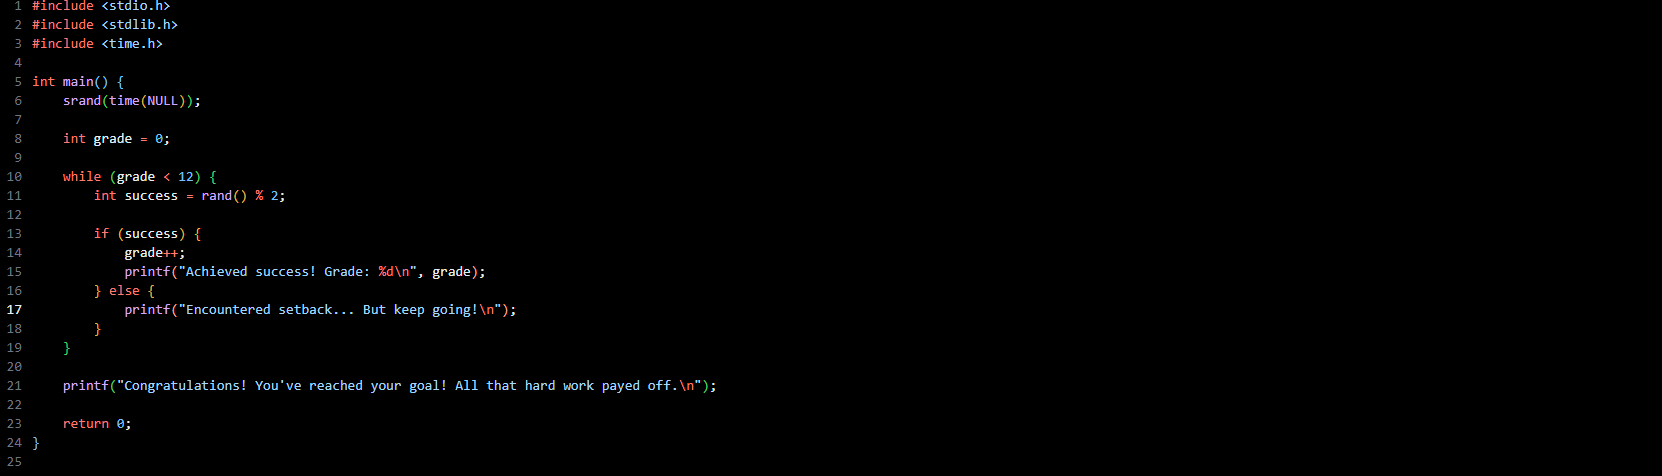 1 #include <stdio.h>
2 #include <stdlib.h>
3 #include <time.h>
4
5 int main() {
6     srand(time(NULL));
7
8     int grade = 0;
9
10     while (grade < 12) {
11         int success = rand() % 2;
12
13         if (success) {
14             grade++;
15             printf("Achieved success! Grade: %d\n", grade);
16         } else {
17             printf("Encountered setback... But keep going!\n");
18         }
19     }
20
21     printf("Congratulations! You've reached your goal! All that hard work payed off.\n");
22
23     return 0;
24 }
25